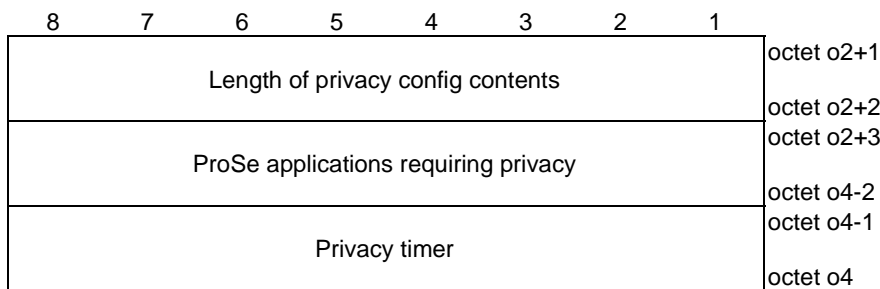 8 7 6 5 4 3 2 1
octet o2+1
Length of privacy config contents
octet o2+2
octet o2+3
ProSe applications requiring privacy
octet o4-2
octet o4-1
Privacy timer
octet o4